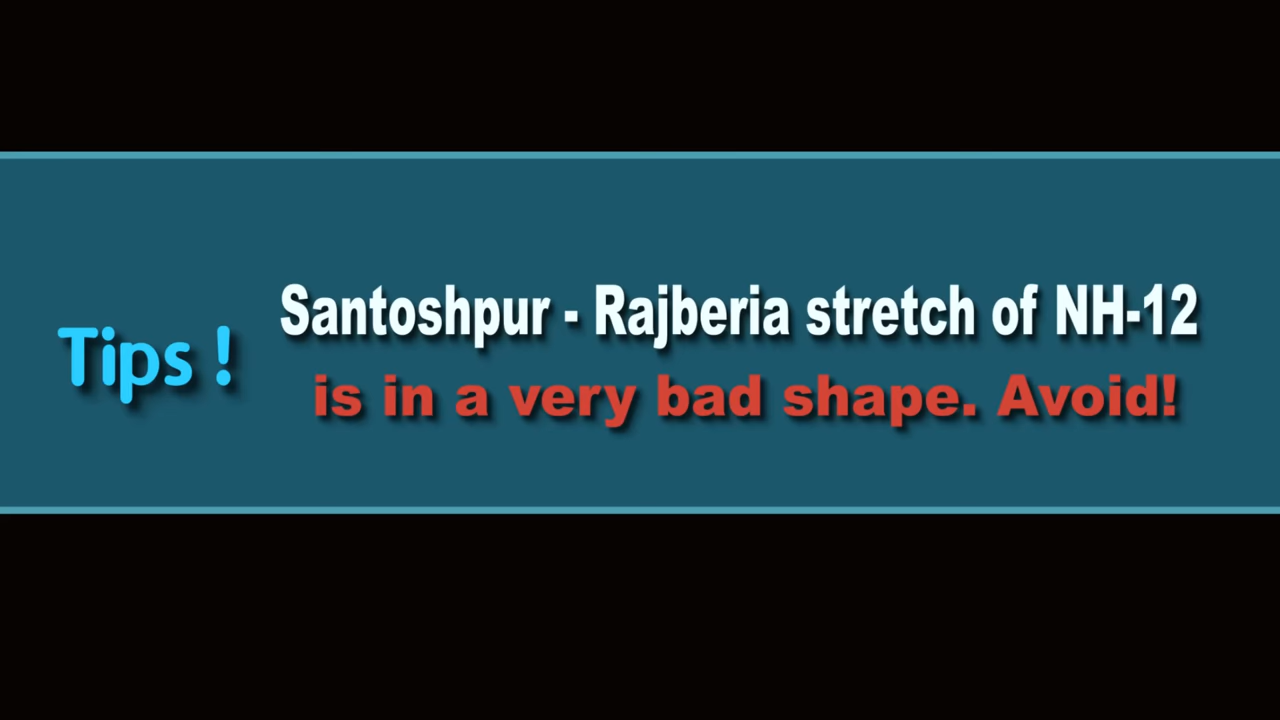 Tips !
Santoshpur - Rajberia stretch of NH-12
is in a very bad shape. Avoid!